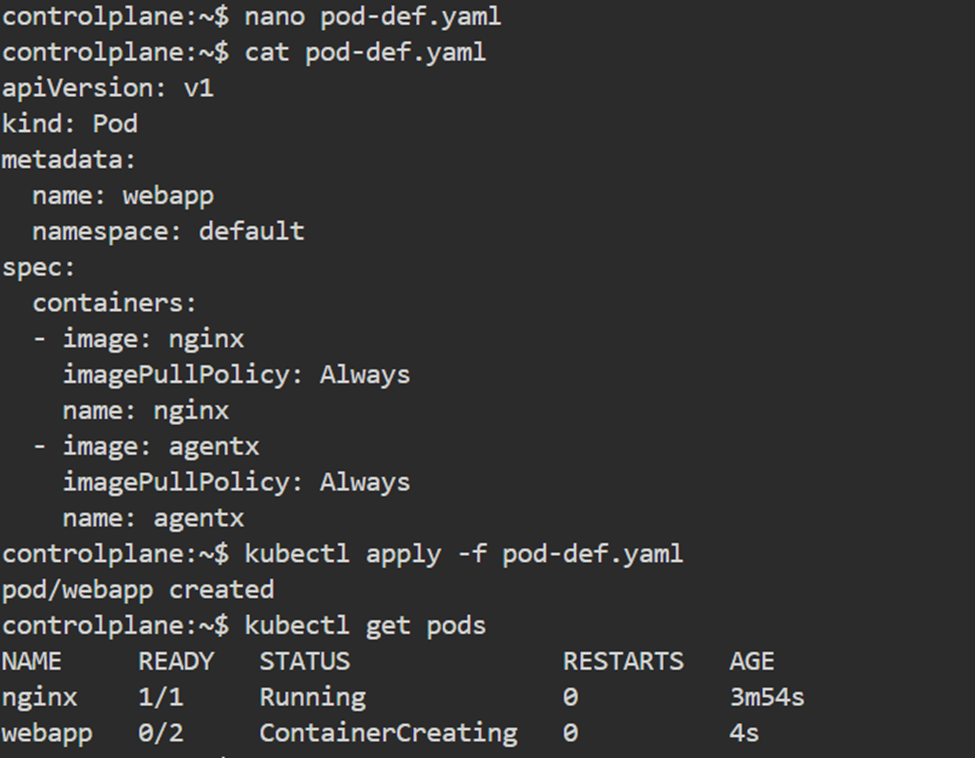 controlplane:~$ nano pod-def.yaml
controlplane:~$ cat pod-def.yaml
apiVersion: v1
kind: Pod
metadata:
  name: webapp
  namespace: default
spec:
  containers:
  - image: nginx
    imagePullPolicy: Always
    name: nginx
  - image: agentx
    imagePullPolicy: Always
    name: agentx
controlplane:~$ kubectl apply -f pod-def.yaml
pod/webapp created
controlplane:~$ kubectl get pods
NAME     READY   STATUS              RESTARTS   AGE
nginx    1/1     Running             0          3m54s
webapp   0/2     ContainerCreating   0          4s